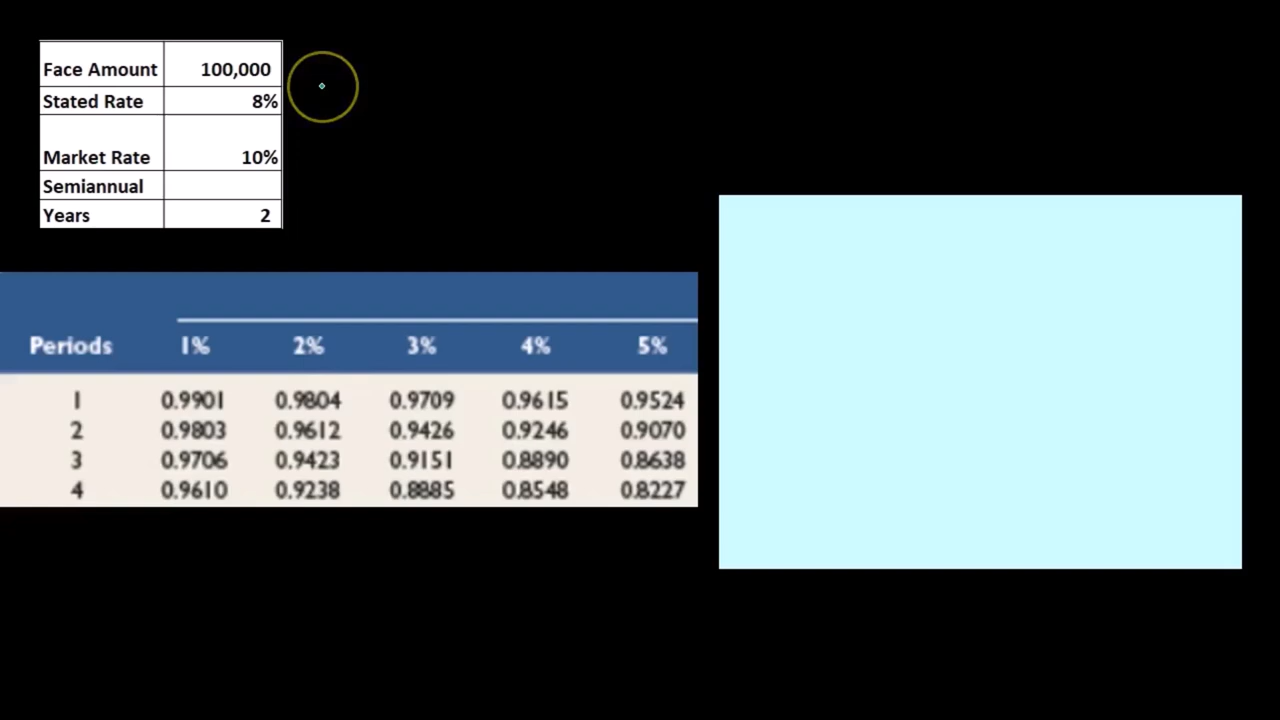 Face Amount 100,000
Stated Rate 8%
Market Rate 10%
Semiannual
Years 2
Periods 1% 2% 3% 4% 5%
1 0.9901 0.9804 0.9709 0.9615 0.9524
2 0.9803 0.9612 0.9426 0.9246 0.9070
3 0.9706 0.9423 0.9151 0.8890 0.8638
4 0.9610 0.9238 0.8885 0.8548 0.8227